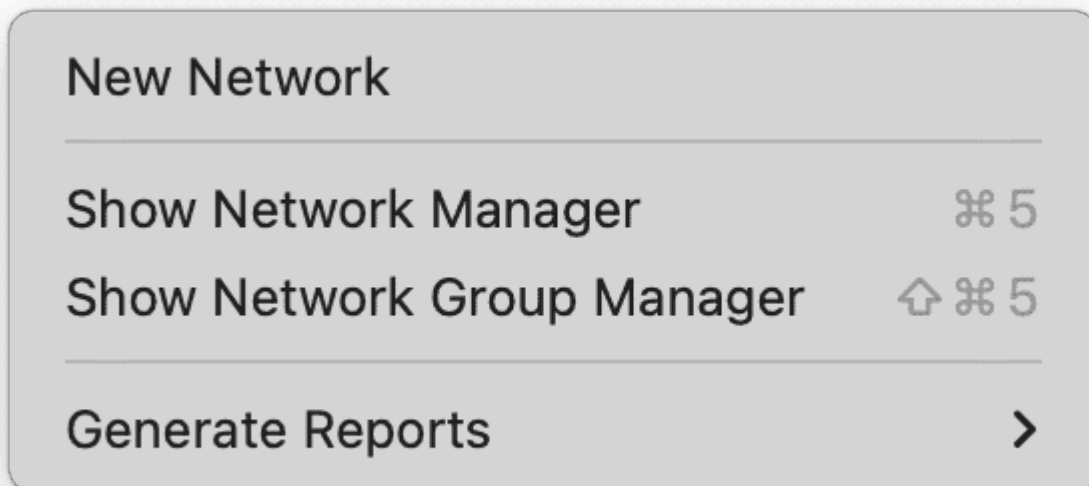 New Network
Show Network Manager ⌘ 5
Show Network Group Manager ⇧ ⌘ 5
Generate Reports